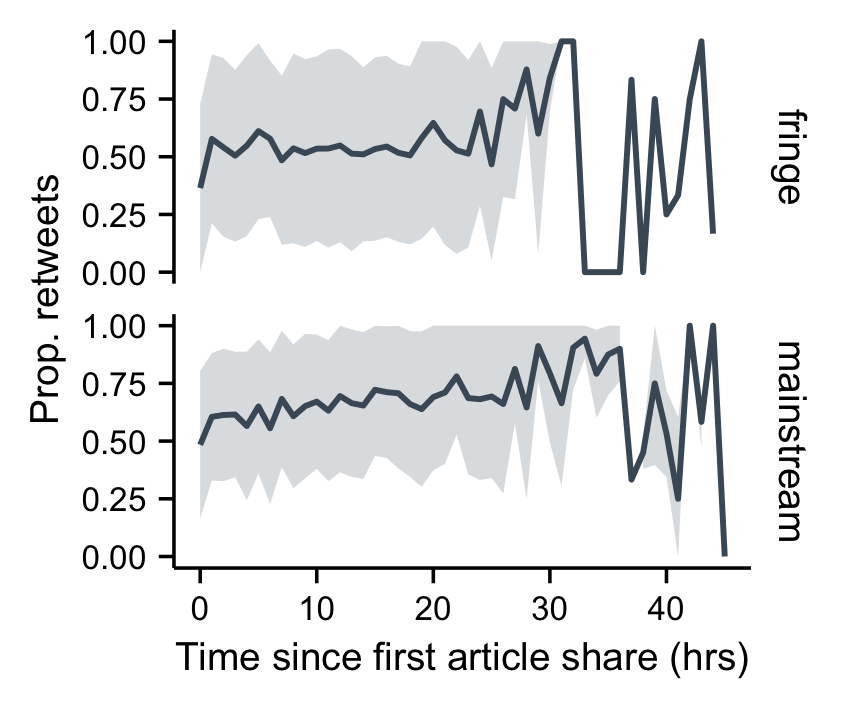 1.00
0.75
0.50
0.25
0.00
fringe
Prop. retweets
1.00
0.75
0.50
0.25
0.00
mainstream
0 10 20 30 40
Time since first article share (hrs)